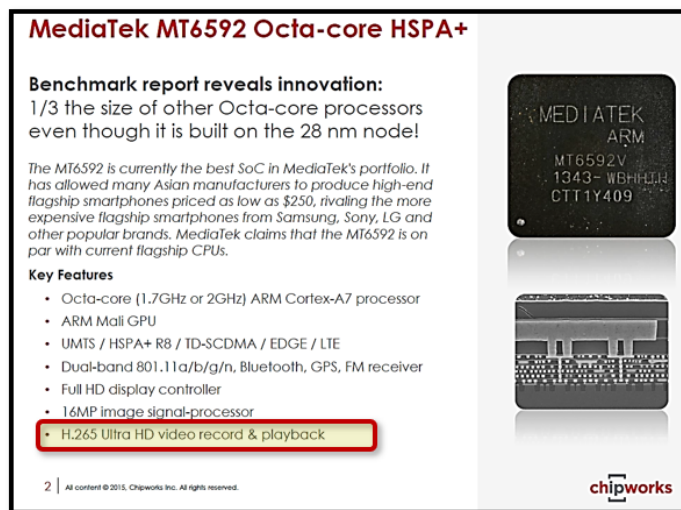 MediaTek MT6592 Octa-core HSPA+
Benchmark report reveals innovation:
1/3 the size of other Octa-core processors
even though it is built on the 28 nm node!
The MT6592 is currently the best SoC in MediaTek's portfolio. It
has allowed many Asian manufacturers to produce high-end
flagship smartphones priced as low as $250, rivaling the more
expensive flagship smartphones from Samsung, Sony, LG and
other popular brands. MediaTek claims that the MT6592 is on
par with current flagship CPUs.
Key Features
• Octa-core (1.7GHz or 2GHz) ARM Cortex-A7 processor
• ARM Mali GPU
• UMTS / HSPA+ R8 / TD-SCDMA / EDGE / LTE
• Dual-band 801.11a/b/g/n, Bluetooth, GPS, FM receiver
• Full HD display controller
• 16MP image signal-processor
• H.265 Ultra HD video record & playback
2 | All content © 2015, Chipworks Inc. All rights reserved.
MEDIATEK
ARM
MT6592V
1343-
CTT1Y409
chipworks